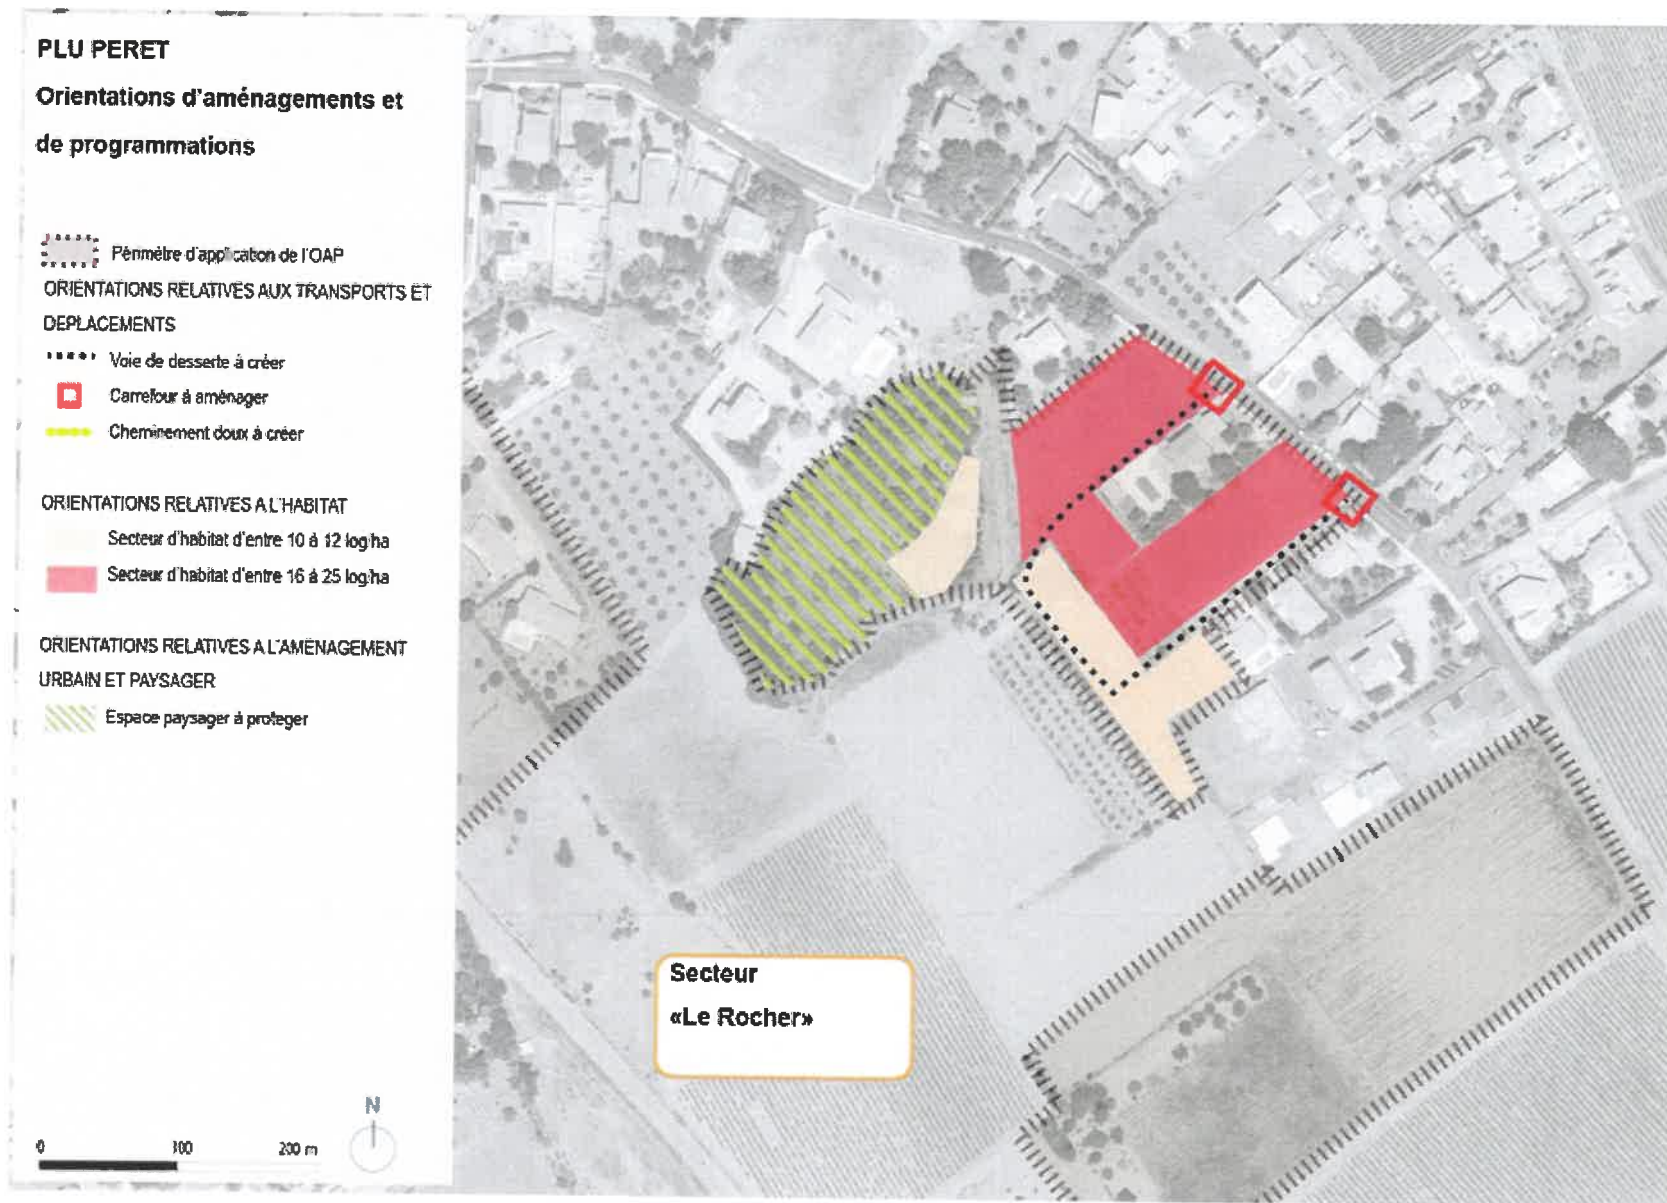 PLU PERET
Orientations d'aménagements et
de programmations
Périmètre d'application de l'OAP
ORIENTATIONS RELATIVES AUX TRANSPORTS ET
DEPLACEMENTS
Voie de desserte à créer
Carrefour à aménager
Cheminement doux à créer
ORIENTATIONS RELATIVES A L'HABITAT
Secteur d'habitat d'entre 10 à 12 log/ha
Secteur d'habitat d'entre 16 à 25 log/ha
ORIENTATIONS RELATIVES A L'AMENAGEMENT
URBAIN ET PAYSAGER
Espace paysager à proteger
Secteur
«Le Rocher»
N
0 100 200 m